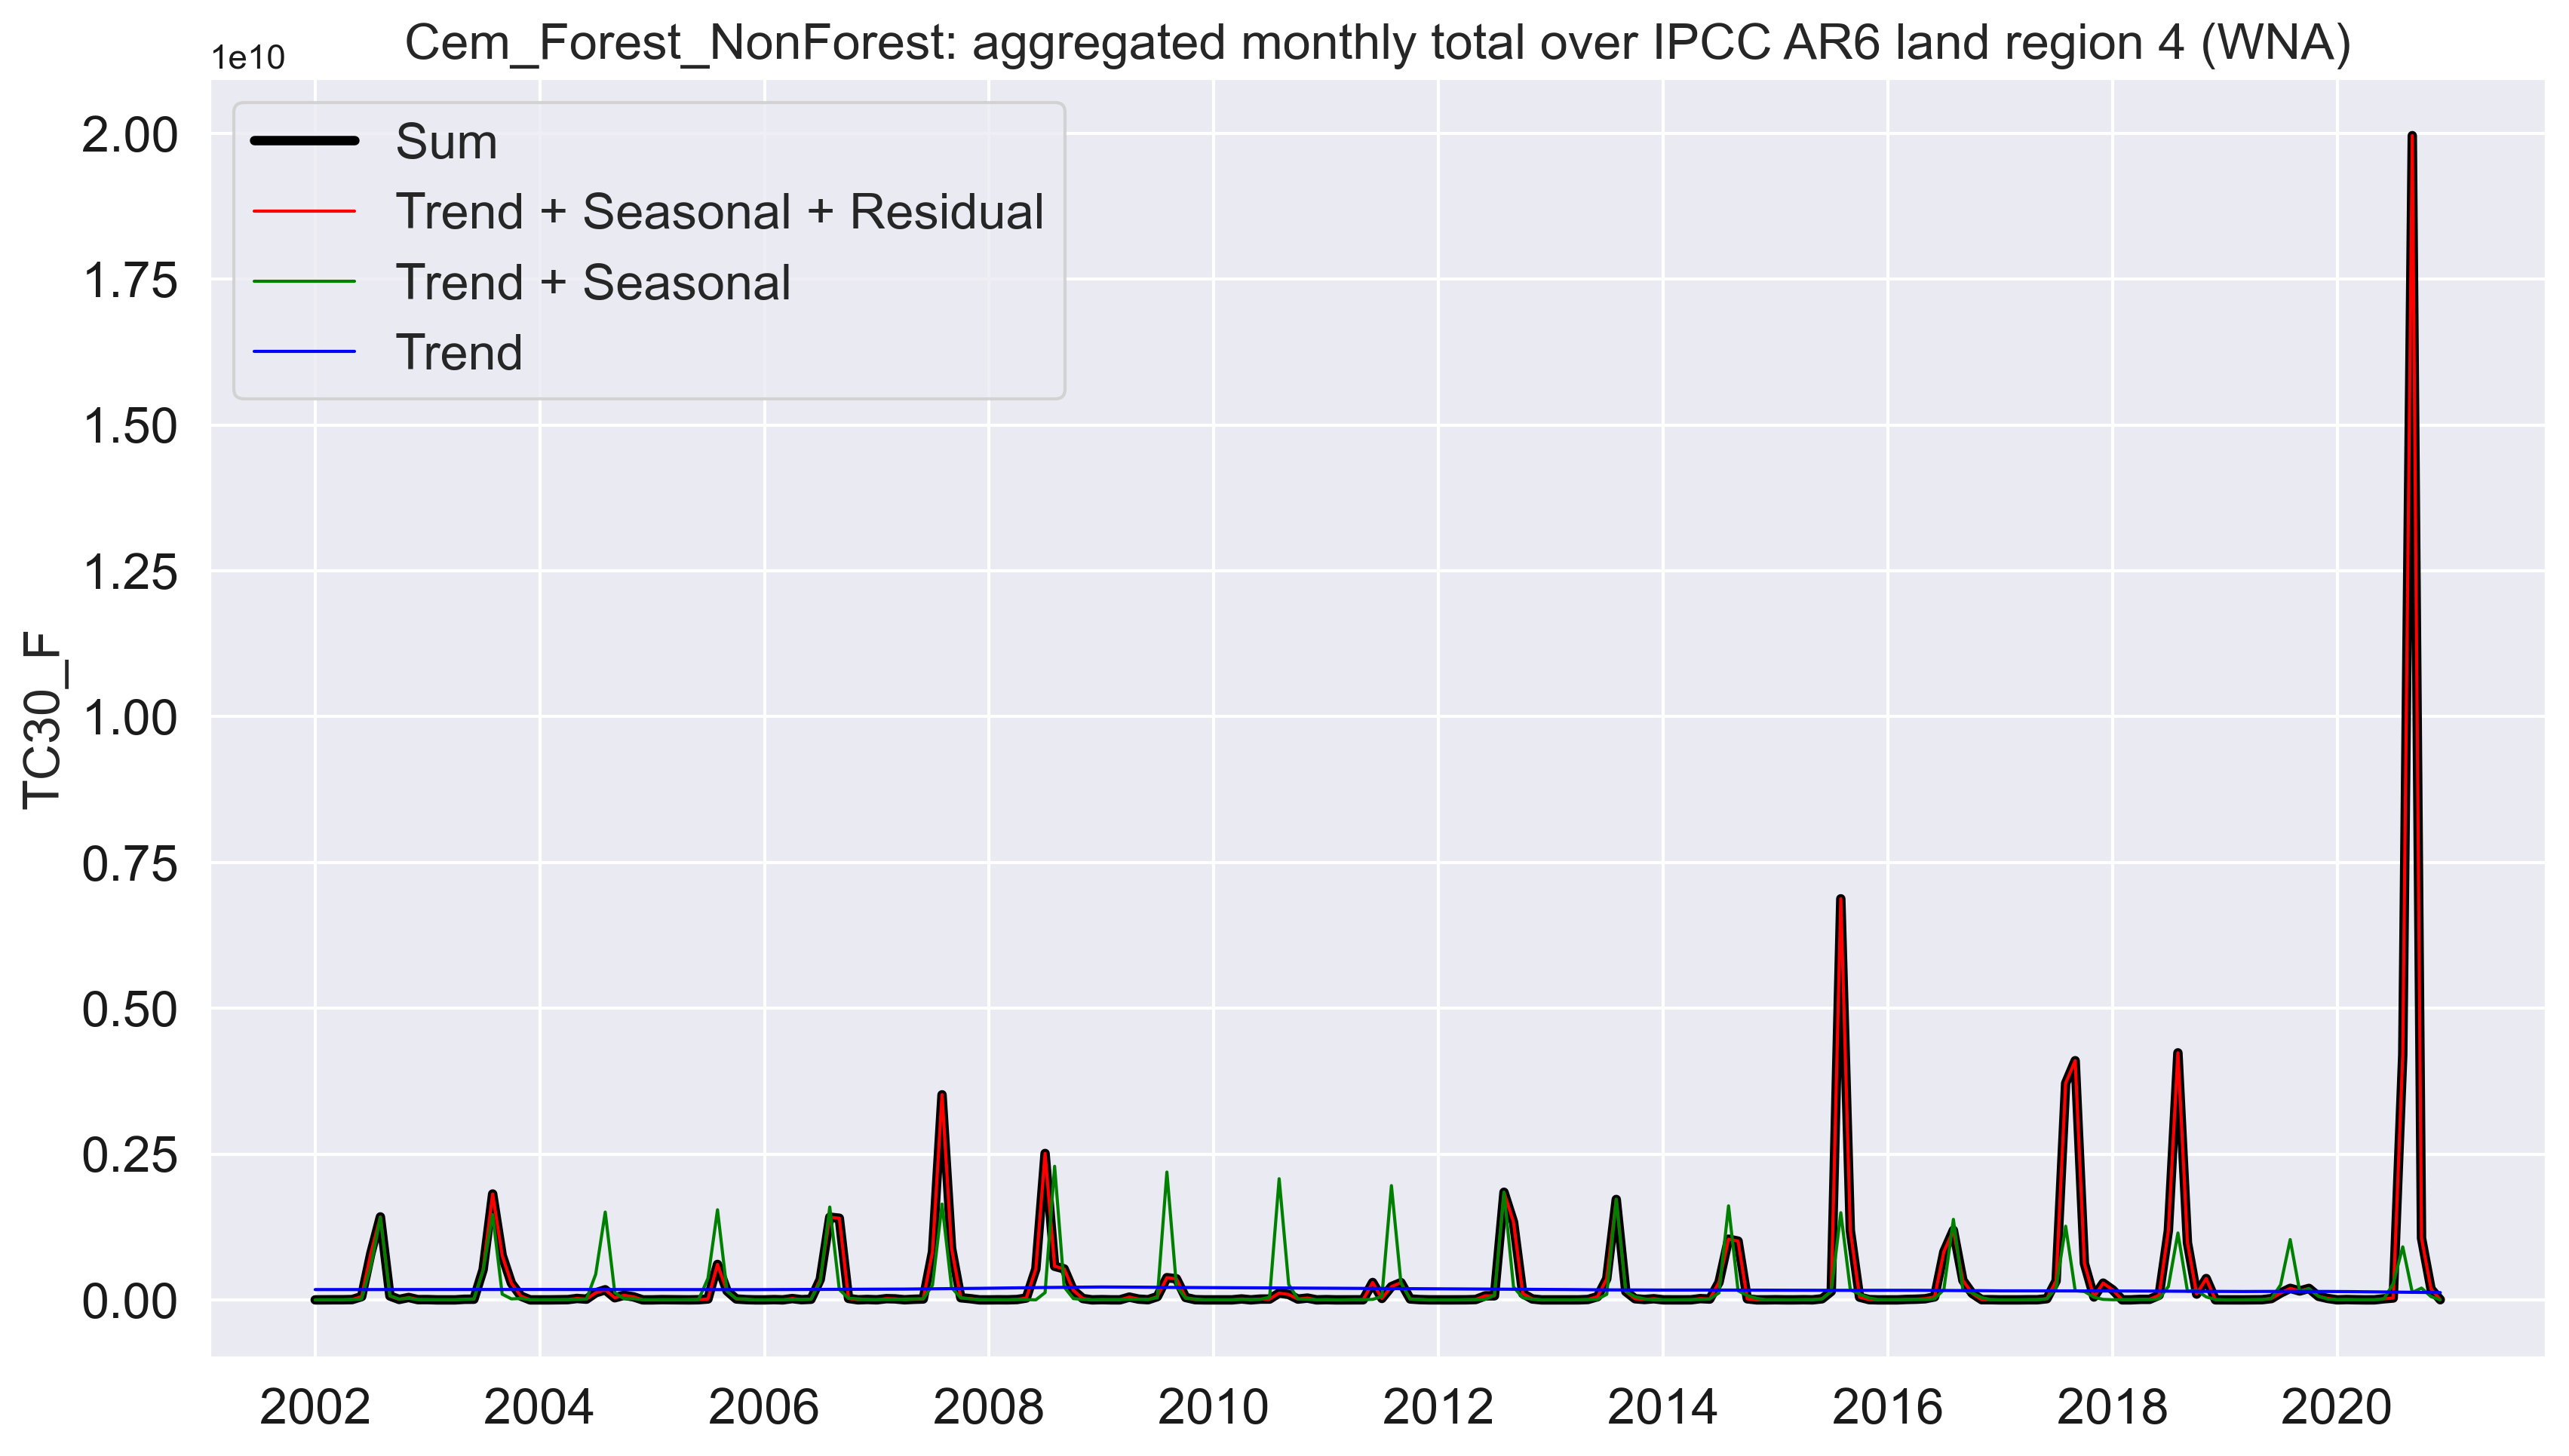 Cem_Forest_NonForest: aggregated monthly total over IPCC AR6 land region 4 (WNA)
1e10
Sum
Trend + Seasonal + Residual
Trend + Seasonal
Trend
2.00
1.75
1.50
1.25
1.00
0.75
0.50
0.25
0.00
TC30_F
2002 2004 2006 2008 2010 2012 2014 2016 2018 2020